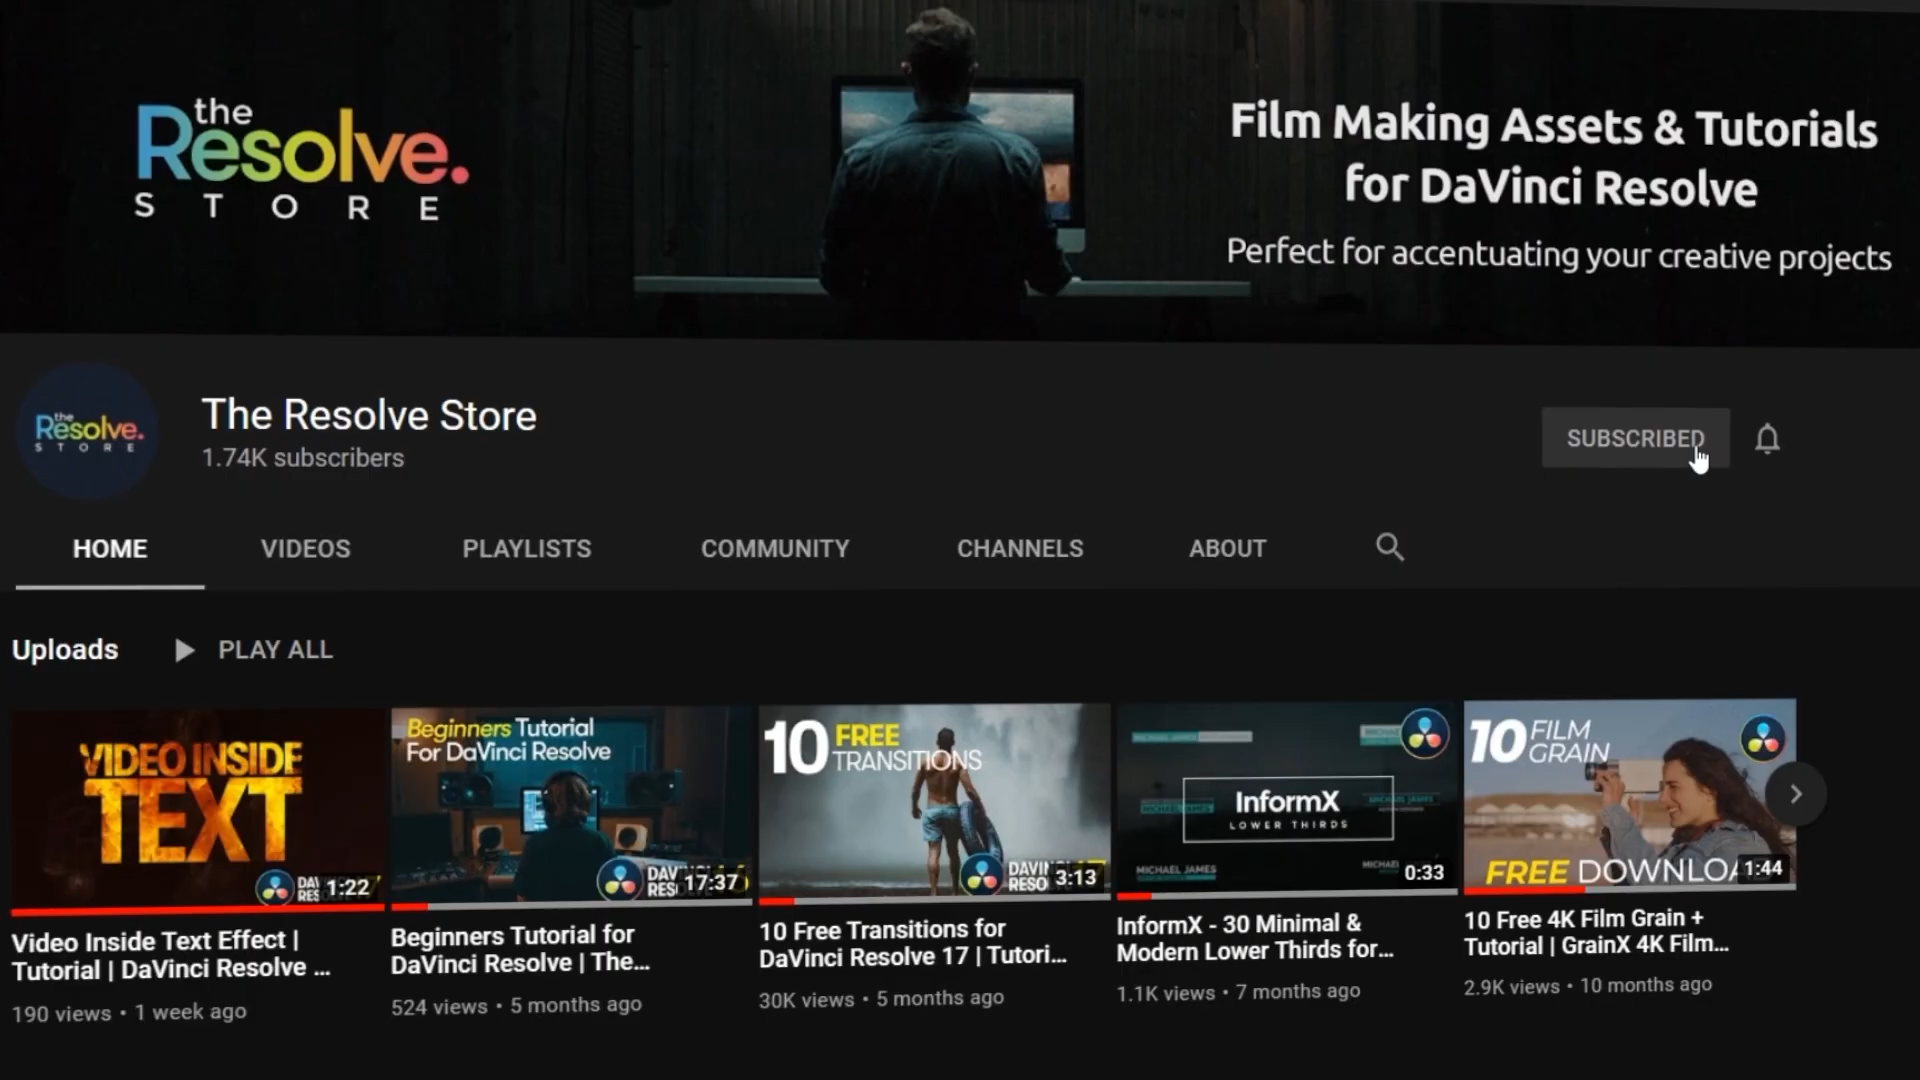 the
Resolve.
STORE
Film Making Assets & Tutorials
for DaVinci Resolve
Perfect for accentuating your creative projects
the
Resolve.
STORE
The Resolve Store
1.74K subscribers
SUBSCRIBED
HOME VIDEOS PLAYLISTS COMMUNITY CHANNELS ABOUT
Uploads PLAY ALL
VIDEO INSIDE
TEXT
1:22
Video Inside Text Effect |
Tutorial | DaVinci Resolve ...
190 views • 1 week ago
Beginners Tutorial
For DaVinci Resolve
17:37
Beginners Tutorial for
DaVinci Resolve | The...
524 views • 5 months ago
10 FREE
TRANSITIONS
3:13
10 Free Transitions for
DaVinci Resolve 17 | Tutori...
30K views • 5 months ago
InformX
LOWER THIRDS
MICHAEL JAMES
0:33
InformX - 30 Minimal &
Modern Lower Thirds for...
1.1K views • 7 months ago
10 FILM
GRAIN
FREE DOWNLOA
1:44
10 Free 4K Film Grain +
Tutorial | GrainX 4K Film...
2.9K views • 10 months ago